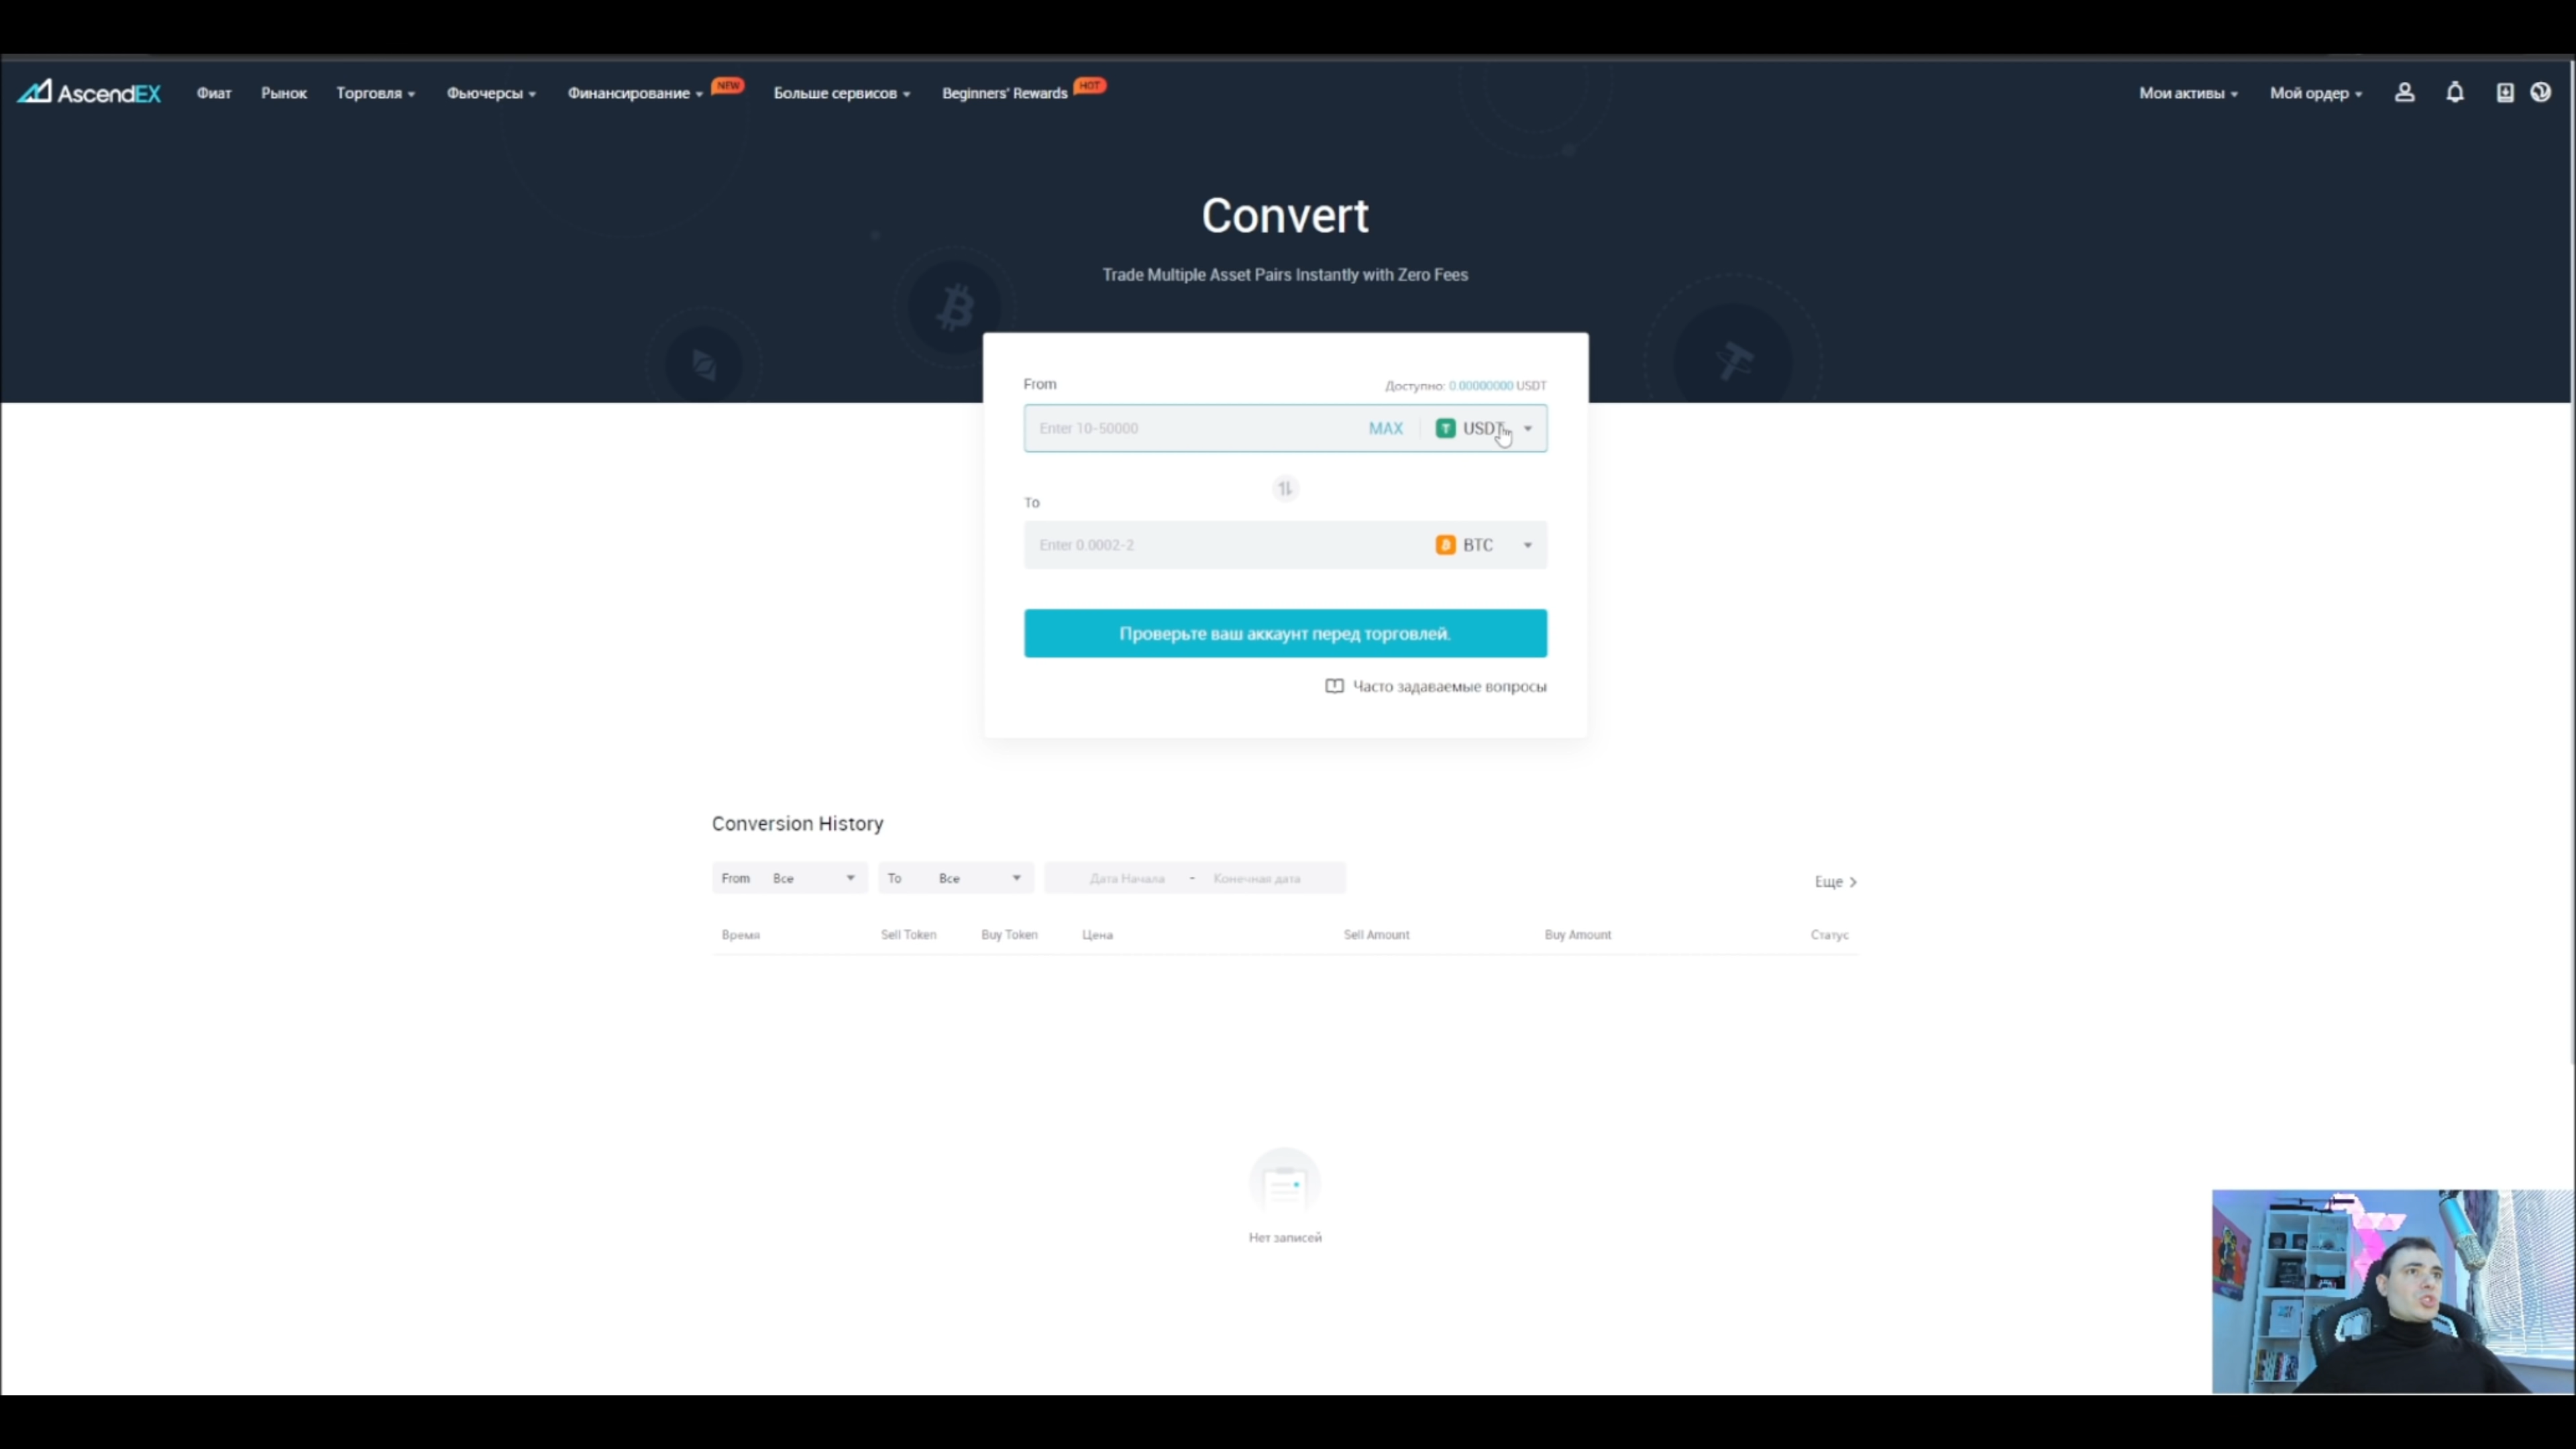 AscendEX Фиат Рынок Торговля Фьючерсы Финансирование NEW Больше сервисов Beginners' Rewards HOT Мои активы Мой ордер
Convert
Trade Multiple Asset Pairs Instantly with Zero Fees
From Доступно: 0.00000000 USDT
Enter 10-50000 MAX USDT
To
Enter 0.0002-2 BTC
Проверьте ваш аккаунт перед торговлей.
Часто задаваемые вопросы
Conversion History
From Все To Все Дата Начала - Конечная дата Еще
Время Sell Token Buy Token Цена Sell Amount Buy Amount Статус
Нет записей